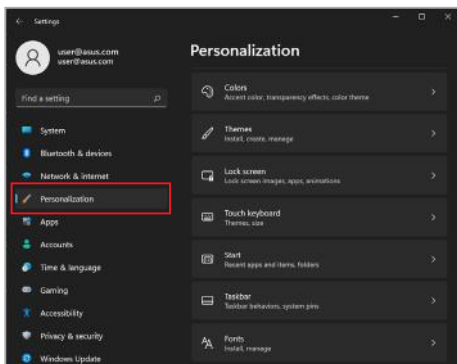 Settings
user@asus.com
user@asus.com
Find a setting
System
Bluetooth & devices
Network & internet
Personalization
Apps
Accounts
Time & language
Gaming
Accessibility
Privacy & security
Windows Update
Personalization
Colors
Accent color, transparency effects, color theme
Themes
Install, create, manage
Lock screen
Lock screen images, apps, animations
Touch keyboard
Themes, size
Start
Recent apps and items, folders
Taskbar
Taskbar behaviors, system pins
Fonts
Install, manage